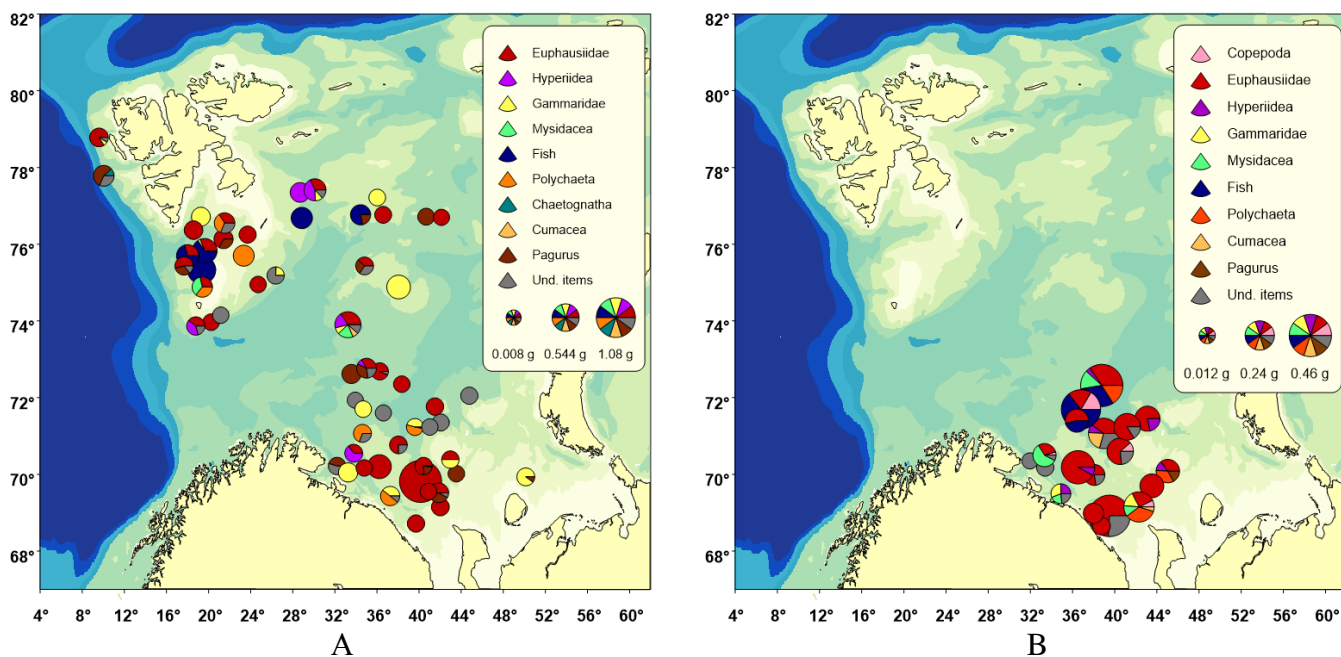 82°
80°
78°
76°
74°
72°
70°
68°
Euphausiidae
Hyperiidea
Gammaridae
Mysidacea
Fish
Polychaeta
Chaetognatha
Cumacea
Pagurus
Und. items
0.008 g 0.544 g 1.08 g
4° 8° 12° 16° 20° 24° 28° 32° 36° 40° 44° 48° 52° 56° 60°
A
82°
80°
78°
76°
74°
72°
70°
68°
Copepoda
Euphausiidae
Hyperiidea
Gammaridae
Mysidacea
Fish
Polychaeta
Cumacea
Pagurus
Und. items
0.012 g 0.24 g 0.46 g
4° 8° 12° 16° 20° 24° 28° 32° 36° 40° 44° 48° 52° 56° 60°
B